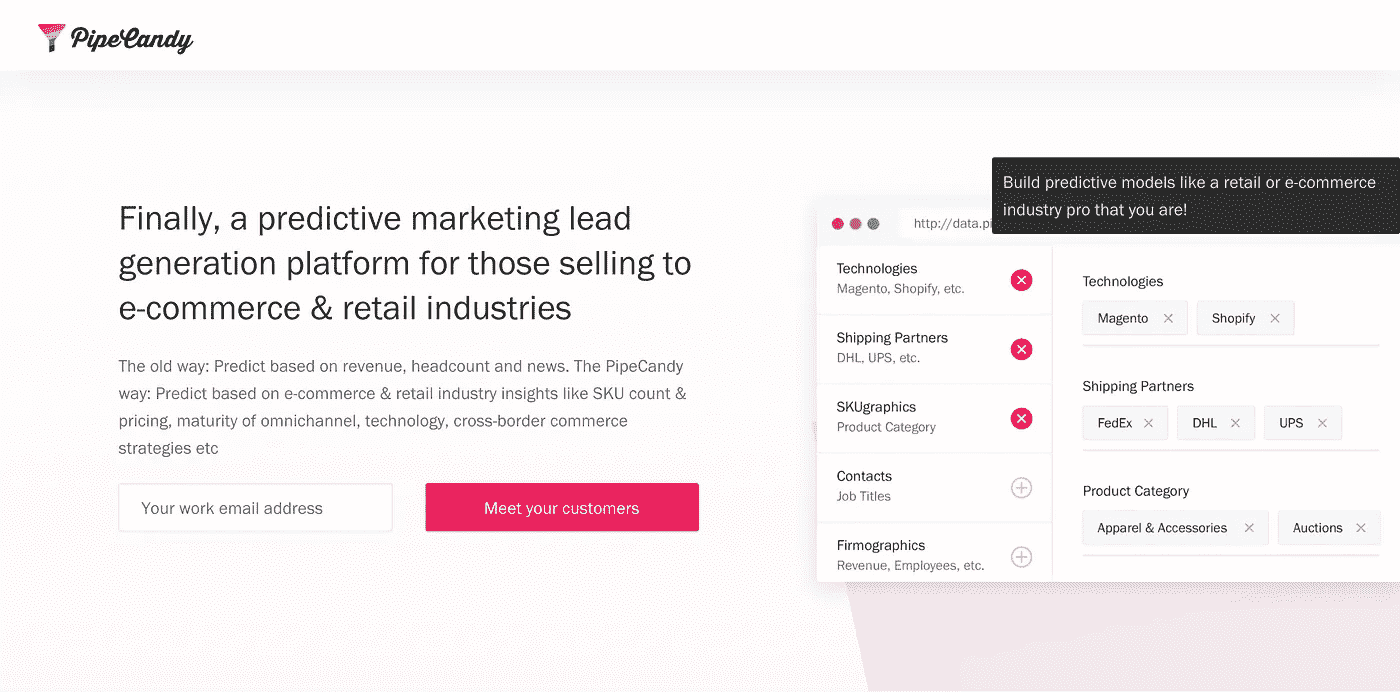 PipeCandy
Finally, a predictive marketing lead
generation platform for those selling to
e-commerce & retail industries
The old way: Predict based on revenue, headcount and news. The PipeCandy
way: Predict based on e-commerce & retail industry insights like SKU count &
pricing, maturity of omnichannel, technology, cross-border commerce
strategies etc
Your work email address
Meet your customers
Build predictive models like a retail or e-commerce
industry pro that you are!
http://data.pi
Technologies
Magento, Shopify, etc.
Shipping Partners
DHL, UPS, etc.
SKUgraphics
Product Category
Contacts
Job Titles
Firmographics
Revenue, Employees, etc.
Technologies
Magento Shopify
Shipping Partners
FedEx DHL UPS
Product Category
Apparel & Accessories Auctions